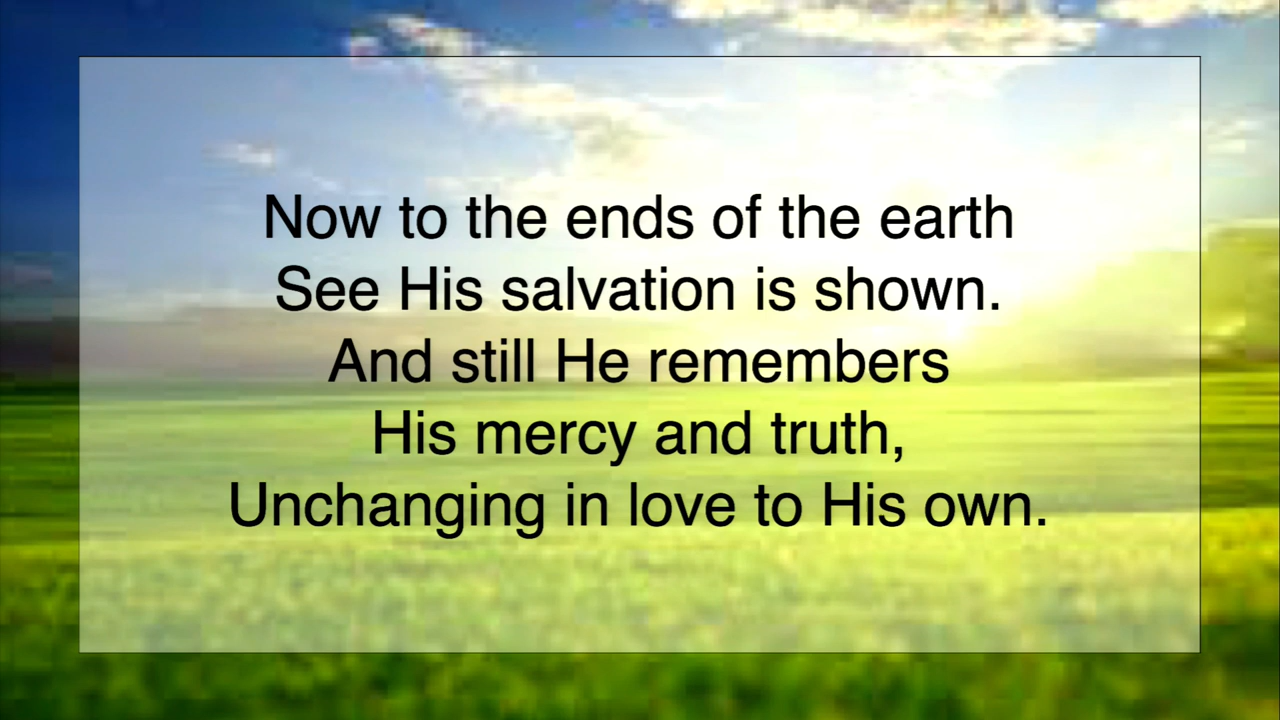 Now to the ends of the earth
See His salvation is shown.
And still He remembers
His mercy and truth,
Unchanging in love to His own.